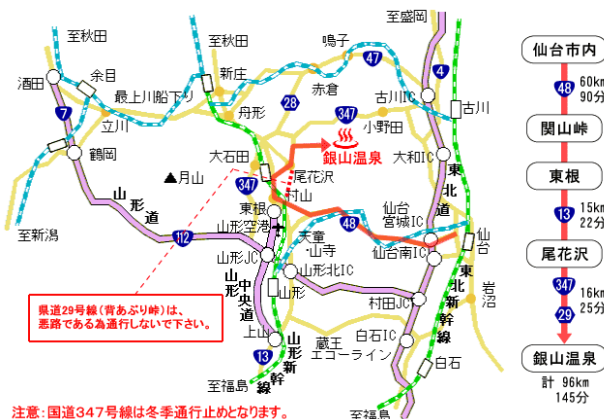 至秋田
至秋田
至盛岡
余目
酒田
新庄
鳴子
47
4
最上川船下り
赤倉
古川IC
古川
7
立川
舟形
28
347
小野田
鶴岡
大石田
銀山温泉
大和IC
▲月山
尾花沢
347
村山
東北道
山形道
東根
仙台宮城IC
仙台
至新潟
112
山形空港
48
天童
山寺
仙台南IC
山形JC
山形北IC
岩沼
山形
山形中央道
村田JCT
東北新幹線
県道29号線(背あぶり峠)は、
悪路である為通行しないで下さい。
上山
蔵王
エコーライン
白石IC
白石
13
山形新幹線
至福島
至福島
注意:国道347号線は冬季通行止めとなります。
仙台市内
48 60km
90分
関山峠
東根
13 15km
22分
尾花沢
347 16km
29 25分
銀山温泉
計 96km
145分